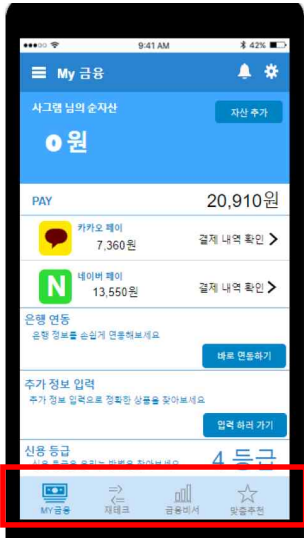 9:41 AM
42%
My 금융
사그램 님의 순자산
자산 추가
0 원
PAY
20,910원
카카오 페이
7,360원
결제 내역 확인
N
네이버 페이
13,550원
결제 내역 확인
은행 연동
은행 정보를 손쉽게 연동해보세요
바로 연동하기
추가 정보 입력
추가 정보 입력으로 정확한 상품을 찾아보세요
입력 하러 가기
신용 등급
4 등급
MY금융
재테크
금융비서
맞춤추천